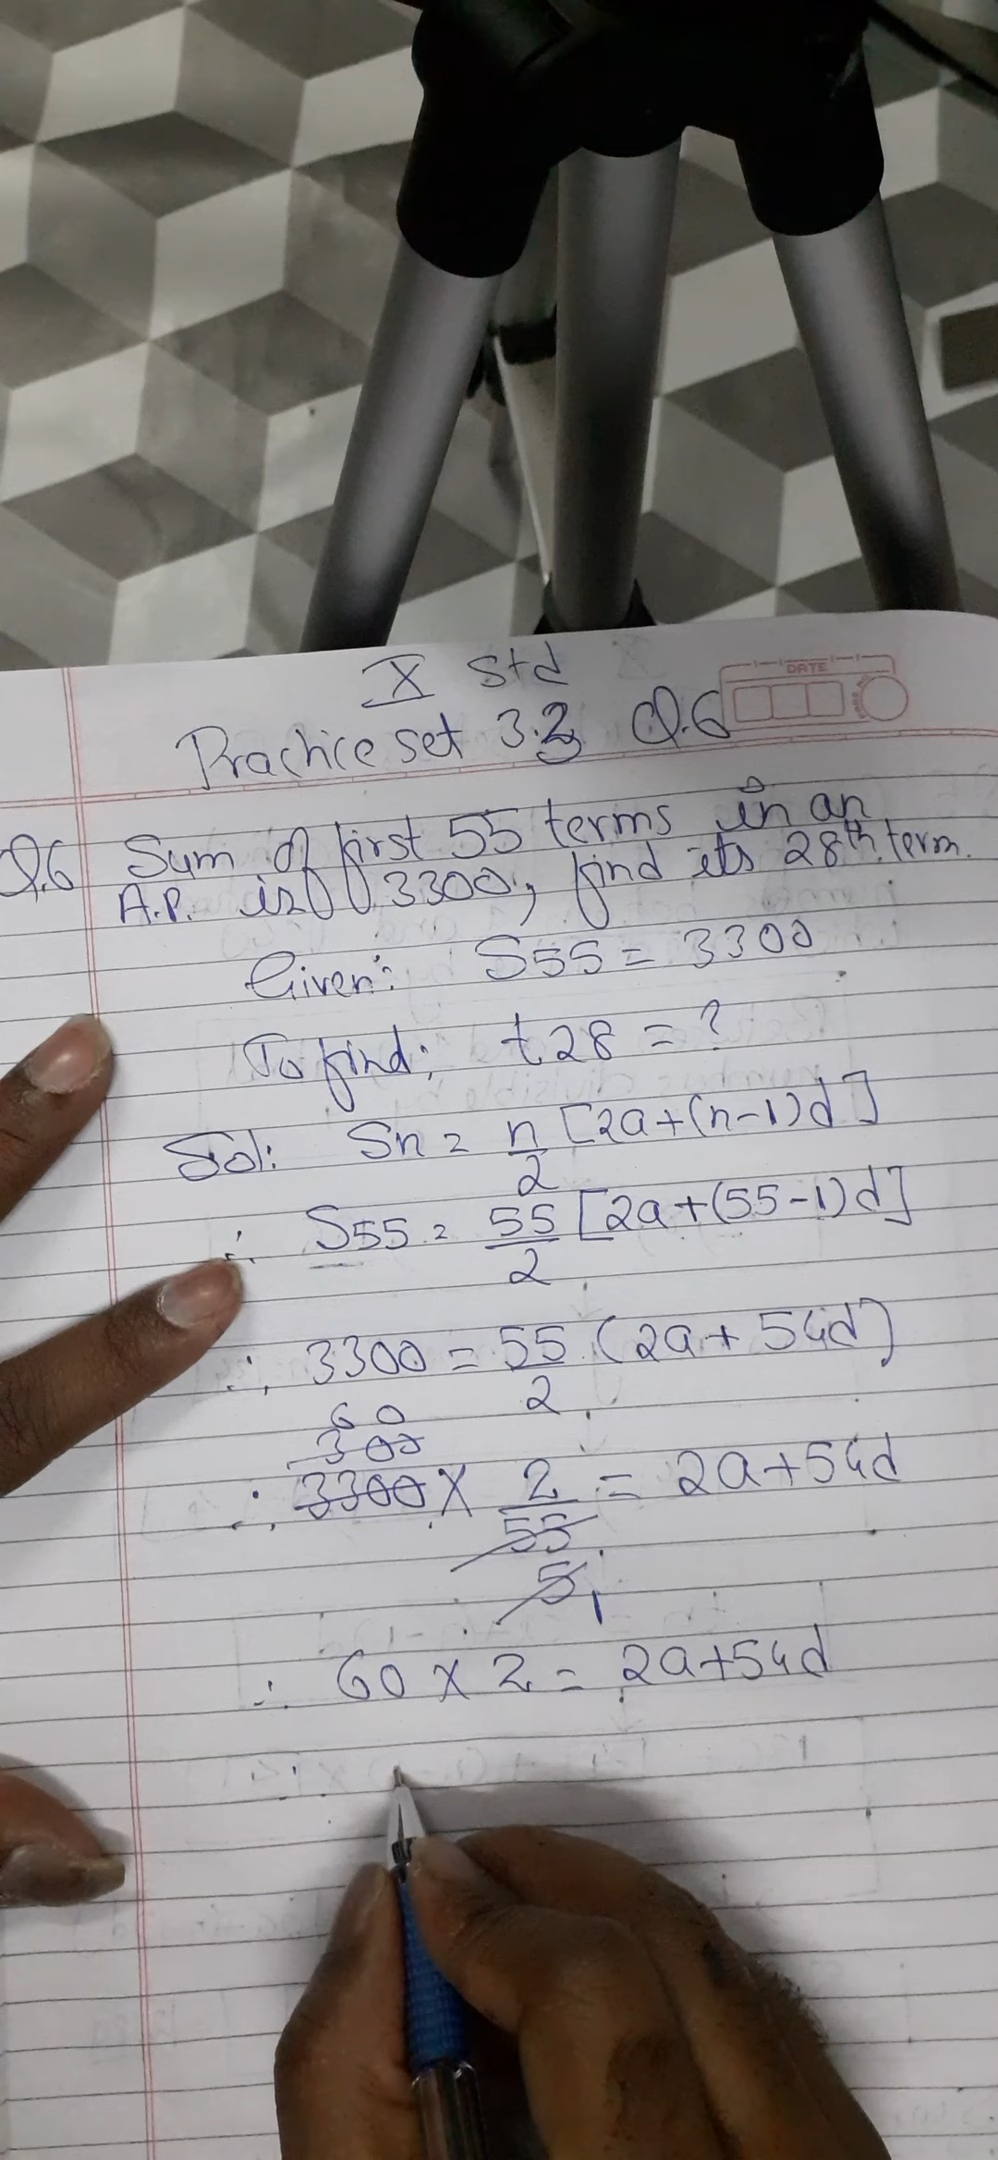 X Std
DATE
Practice set 3.3 Q.6
Q.6 Sum of first 55 terms in an
A.P. is 3300, find its 28th term.
Given: S55 = 3300
To find: t28 = ?
Sol: Sn = n/2 [2a+(n-1)d]
∴ S55 = 55/2 [2a+(55-1)d]
∴ 3300 = 55/2 (2a+54d)
60
300
∴ 3300 × 2/55 = 2a+54d
5 1
∴ 60 × 2 = 2a+54d